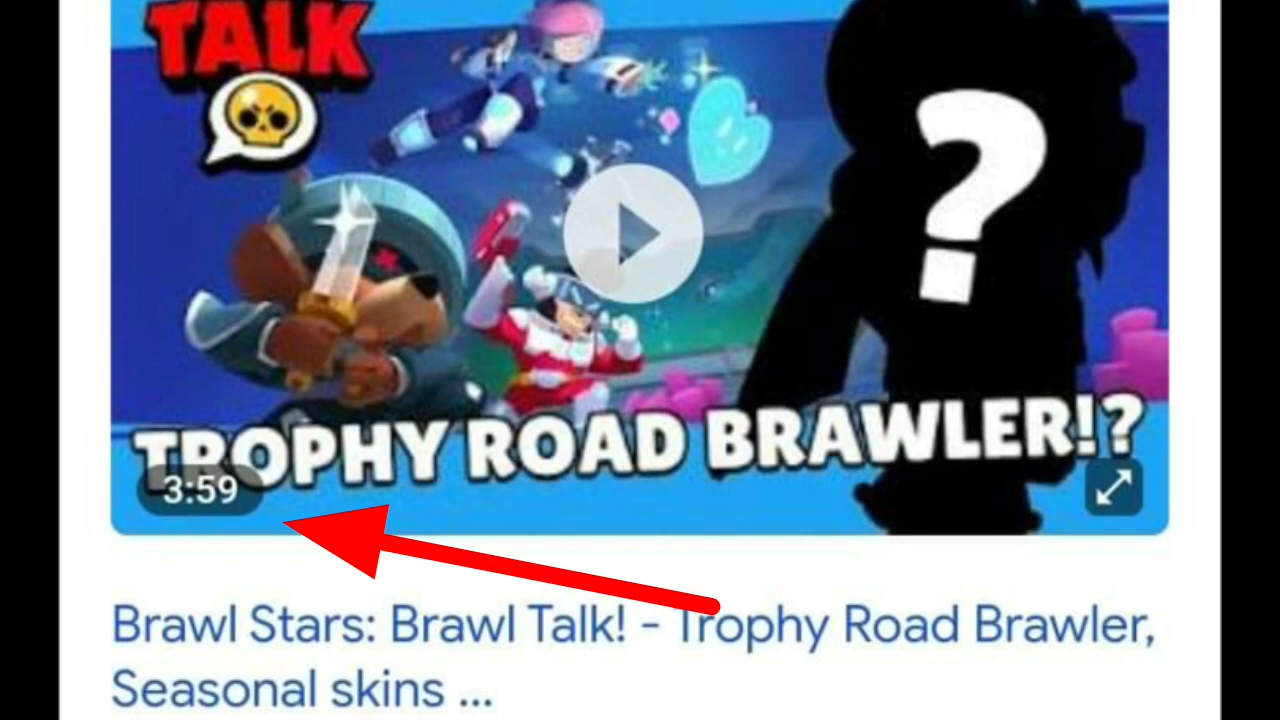 TALK
?
TROPHY ROAD BRAWLER!?
3:59
Brawl Stars: Brawl Talk! - Trophy Road Brawler,
Seasonal skins ...